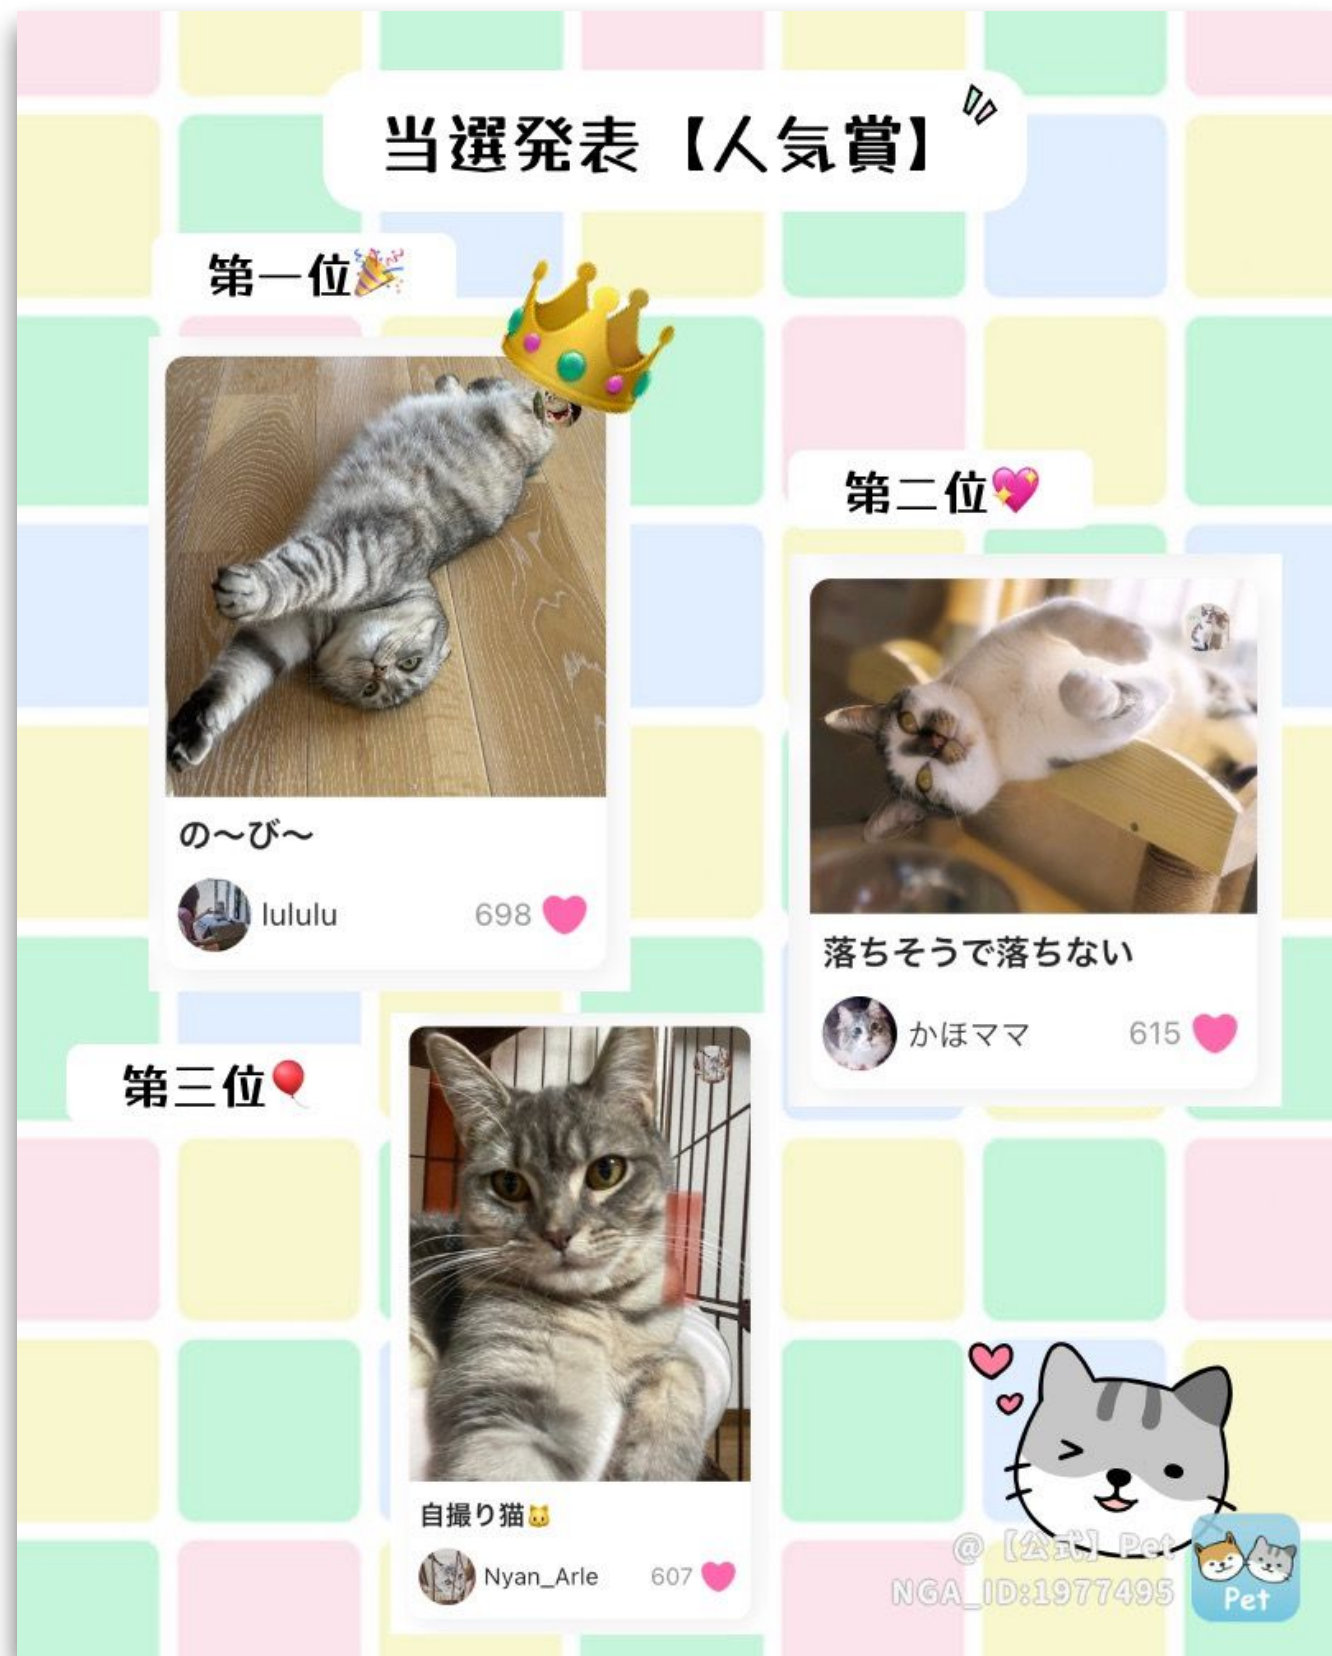 当選発表【人気賞】
第一位🎉
の～び～
lululu 698
第二位💖
落ちそうで落ちない
かほママ 615
第三位🎈
自撮り猫🐱
Nyan_Arle 607
@【公式】Pet
NGA_ID:1977495
Pet